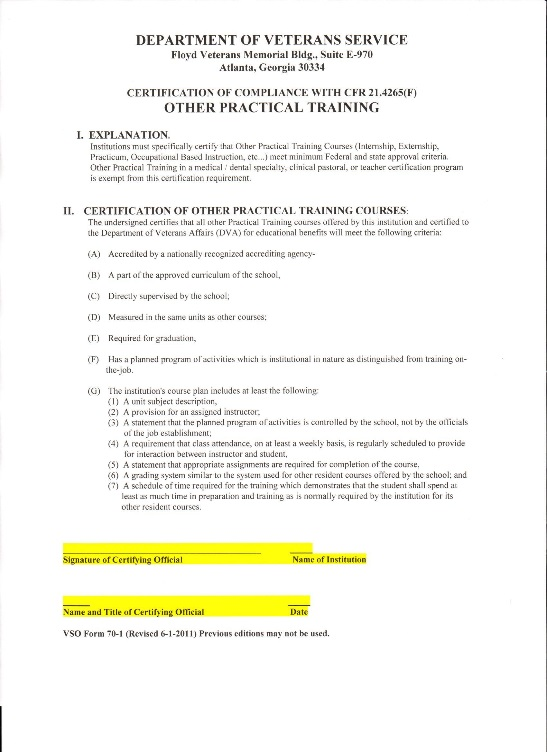 DEPARTMENT OF VETERANS SERVICE
Floyd Veterans Memorial Bldg., Suite E-970
Atlanta, Georgia 30334
CERTIFICATION OF COMPLIANCE WITH CFR 21.4265(F)
OTHER PRACTICAL TRAINING
I. EXPLANATION.
Institutions must specifically certify that Other Practical Training Courses (Internship, Externship,
Practicum, Occupational Based Instruction, etc...) meet minimum Federal and state approval criteria.
Other Practical Training in a medical / dental specialty, clinical pastoral, or teacher certification program
is exempt from this certification requirement.
II. CERTIFICATION OF OTHER PRACTICAL TRAINING COURSES:
The undersigned certifies that all other Practical Training courses offered by this institution and certified to
the Department of Veterans Affairs (DVA) for educational benefits will meet the following criteria:
(A) Accredited by a nationally recognized accrediting agency-
(B) A part of the approved curriculum of the school,
(C) Directly supervised by the school;
(D) Measured in the same units as other courses;
(E) Required for graduation,
(F) Has a planned program of activities which is institutional in nature as distinguished from training on-
the-job.
(G) The institution's course plan includes at least the following:
(1) A unit subject description,
(2) A provision for an assigned instructor;
(3) A statement that the planned program of activities is controlled by the school, not by the officials
of the job establishment;
(4) A requirement that class attendance, on at least a weekly basis, is regularly scheduled to provide
for interaction between instructor and student,
(5) A statement that appropriate assignments are required for completion of the course.
(6) A grading system similar to the system used for other resident courses offered by the school; and
(7) A schedule of time required for the training which demonstrates that the student shall spend at
least as much time in preparation and training as is normally required by the institution for its
other resident courses.
Signature of Certifying Official Name of Institution
Name and Title of Certifying Official Date
VSO Form 70-1 (Revised 6-1-2011) Previous editions may not be used.